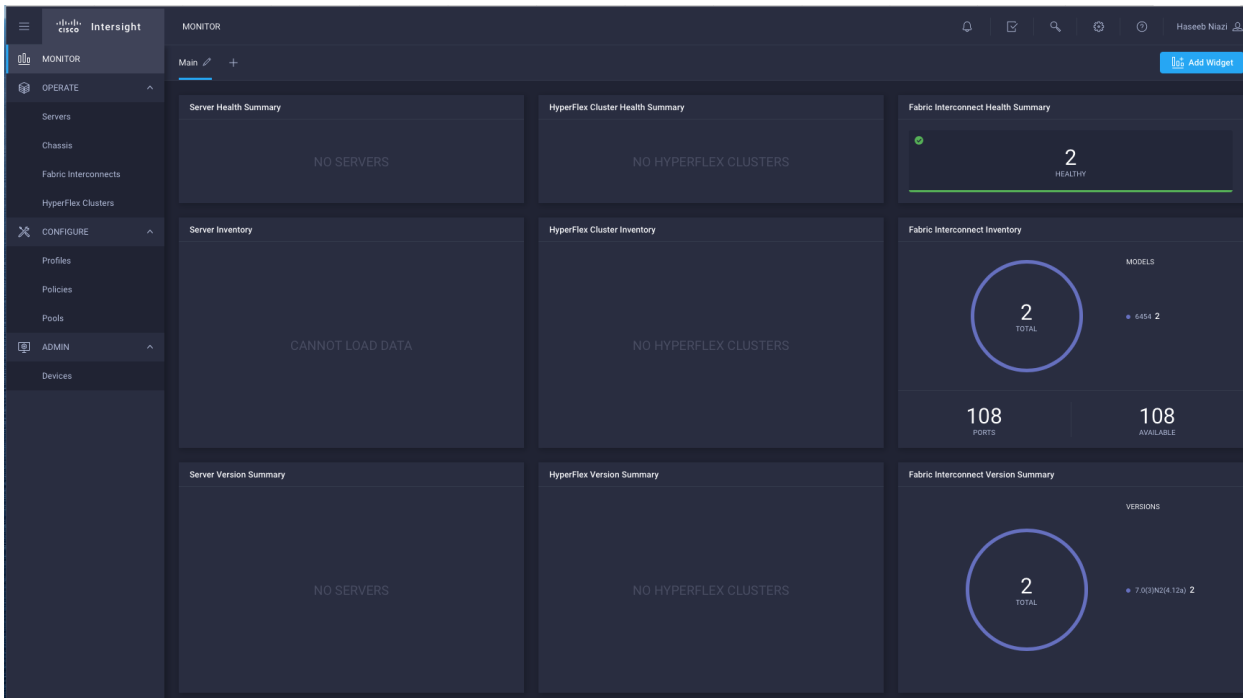 CISCO Intersight
MONITOR
Haseeb Niazi
MONITOR
OPERATE
Servers
Chassis
Fabric Interconnects
HyperFlex Clusters
CONFIGURE
Profiles
Policies
Pools
ADMIN
Devices
Main
+
Add Widget
Server Health Summary
NO SERVERS
HyperFlex Cluster Health Summary
NO HYPERFLEX CLUSTERS
Fabric Interconnect Health Summary
2
HEALTHY
Server Inventory
CANNOT LOAD DATA
HyperFlex Cluster Inventory
NO HYPERFLEX CLUSTERS
Fabric Interconnect Inventory
2
TOTAL
MODELS
6454 2
108
PORTS
108
AVAILABLE
Server Version Summary
NO SERVERS
HyperFlex Version Summary
NO HYPERFLEX CLUSTERS
Fabric Interconnect Version Summary
2
TOTAL
VERSIONS
7.0(3)N2(4.12a) 2